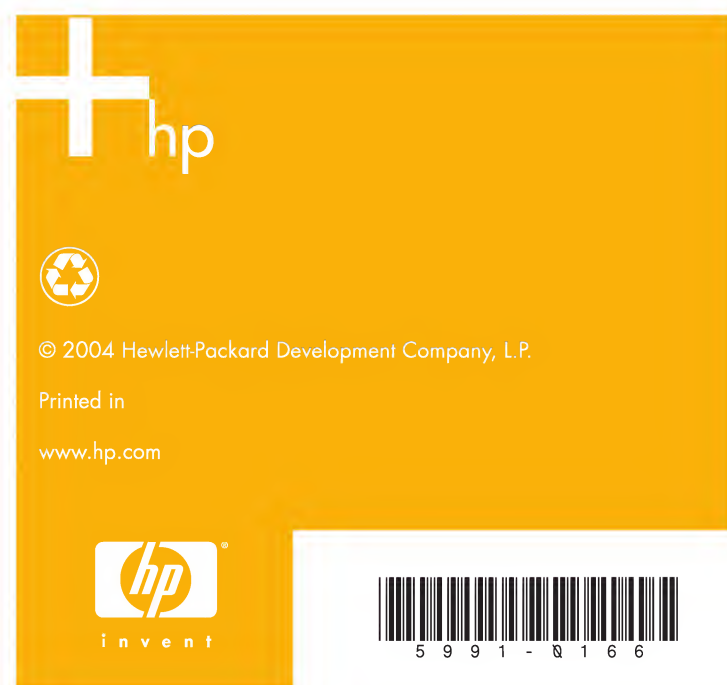 hp
© 2004 Hewlett-Packard Development Company, L.P.
Printed in
www.hp.com
hp®
invent
5991-0166